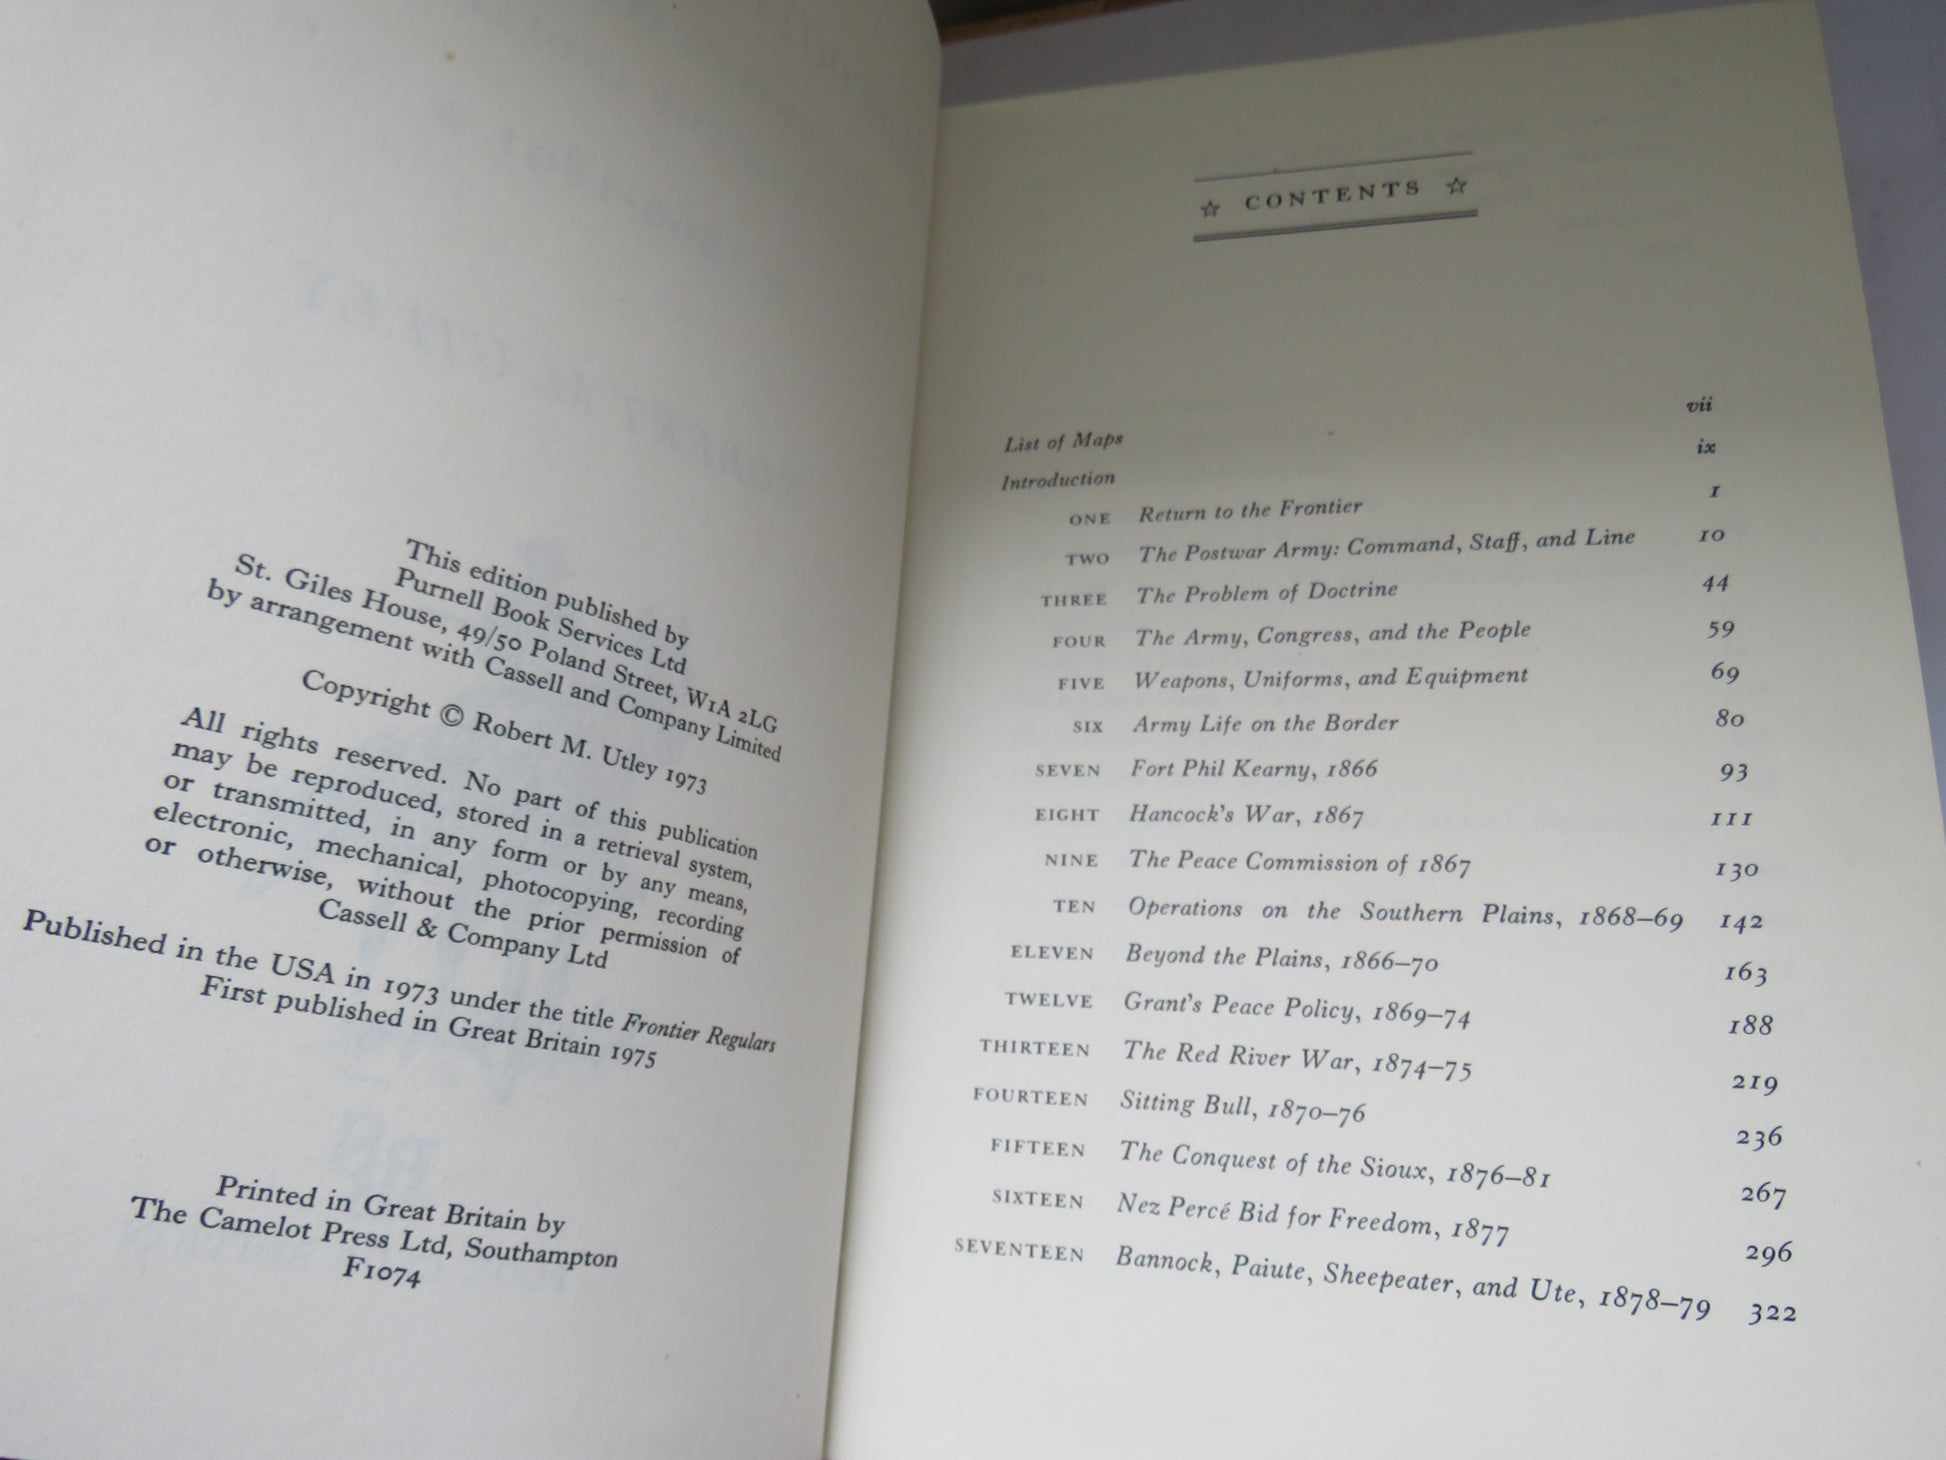 This edition published by
Purnell Book Services Ltd
St. Giles House, 49/50 Poland Street, W1A 2LG
by arrangement with Cassell and Company Limited
Copyright © Robert M. Utley 1973
All rights reserved. No part of this publication
may be reproduced, stored in a retrieval system,
or transmitted, in any form or by any means,
electronic, mechanical, photocopying, recording
or otherwise, without the prior permission of
Cassell & Company Ltd
Published in the USA in 1973 under the title Frontier Regulars
First published in Great Britain 1975
Printed in Great Britain by
The Camelot Press Ltd, Southampton
F1074
☆ CONTENTS ☆
List of Maps vii
Introduction ix
ONE Return to the Frontier 1
TWO The Postwar Army: Command, Staff, and Line 10
THREE The Problem of Doctrine 44
FOUR The Army, Congress, and the People 59
FIVE Weapons, Uniforms, and Equipment 69
SIX Army Life on the Border 80
SEVEN Fort Phil Kearny, 1866 93
EIGHT Hancock's War, 1867 111
NINE The Peace Commission of 1867 130
TEN Operations on the Southern Plains, 1868–69 142
ELEVEN Beyond the Plains, 1866–70 163
TWELVE Grant's Peace Policy, 1869–74 188
THIRTEEN The Red River War, 1874–75 219
FOURTEEN Sitting Bull, 1870–76 236
FIFTEEN The Conquest of the Sioux, 1876–81 267
SIXTEEN Nez Percé Bid for Freedom, 1877 296
SEVENTEEN Bannock, Paiute, Sheepeater, and Ute, 1878–79 322